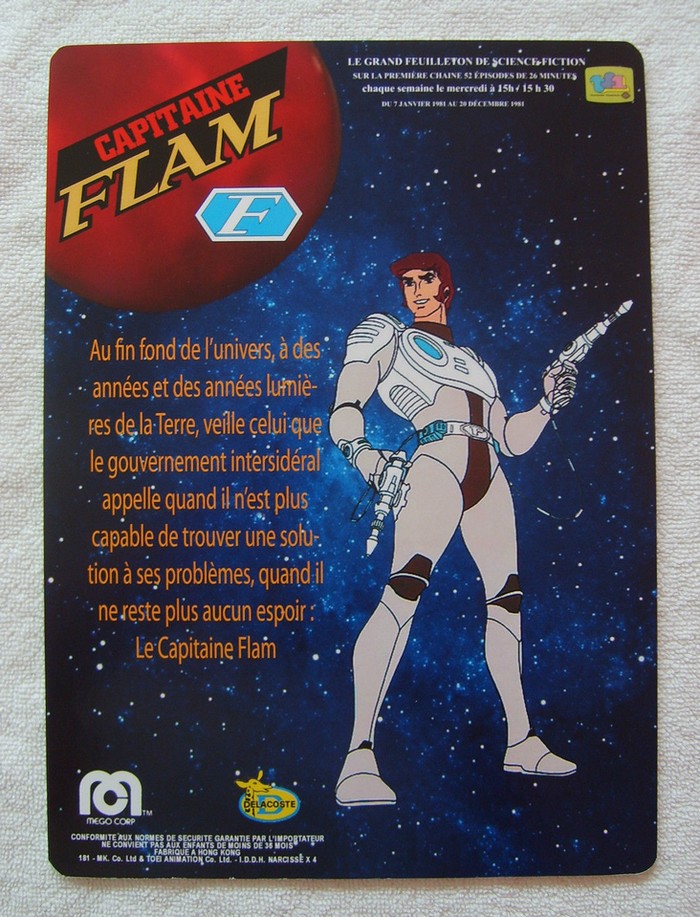 CAPITAINE
FLAM
F
LE GRAND FEUILLETON DE SCIENCE-FICTION
SUR LA PREMIÈRE CHAINE 52 ÉPISODES DE 26 MINUTES
chaque semaine le mercredi à 15h / 15 h 30
DU 7 JANVIER 1981 AU 20 DÉCEMBRE 1981
tf1
Au fin fond de l'univers, à des
années et des années lumiè-
res de la Terre, veille celui que
le gouvernement intersidéral
appelle quand il n'est plus
capable de trouver une solu-
tion à ses problèmes, quand il
ne reste plus aucun espoir :
Le Capitaine Flam
MEGO CORP TM
DELACOSTE
CONFORMITE AUX NORMES DE SECURITE GARANTIE PAR L'IMPORTATEUR
NE CONVIENT PAS AUX ENFANTS DE MOINS DE 36 MOIS
FABRIQUE A HONG KONG
181 - MK. Co. Ltd & TOEI ANIMATION Co. Ltd - I.D.D.H. NARCISSE X 4